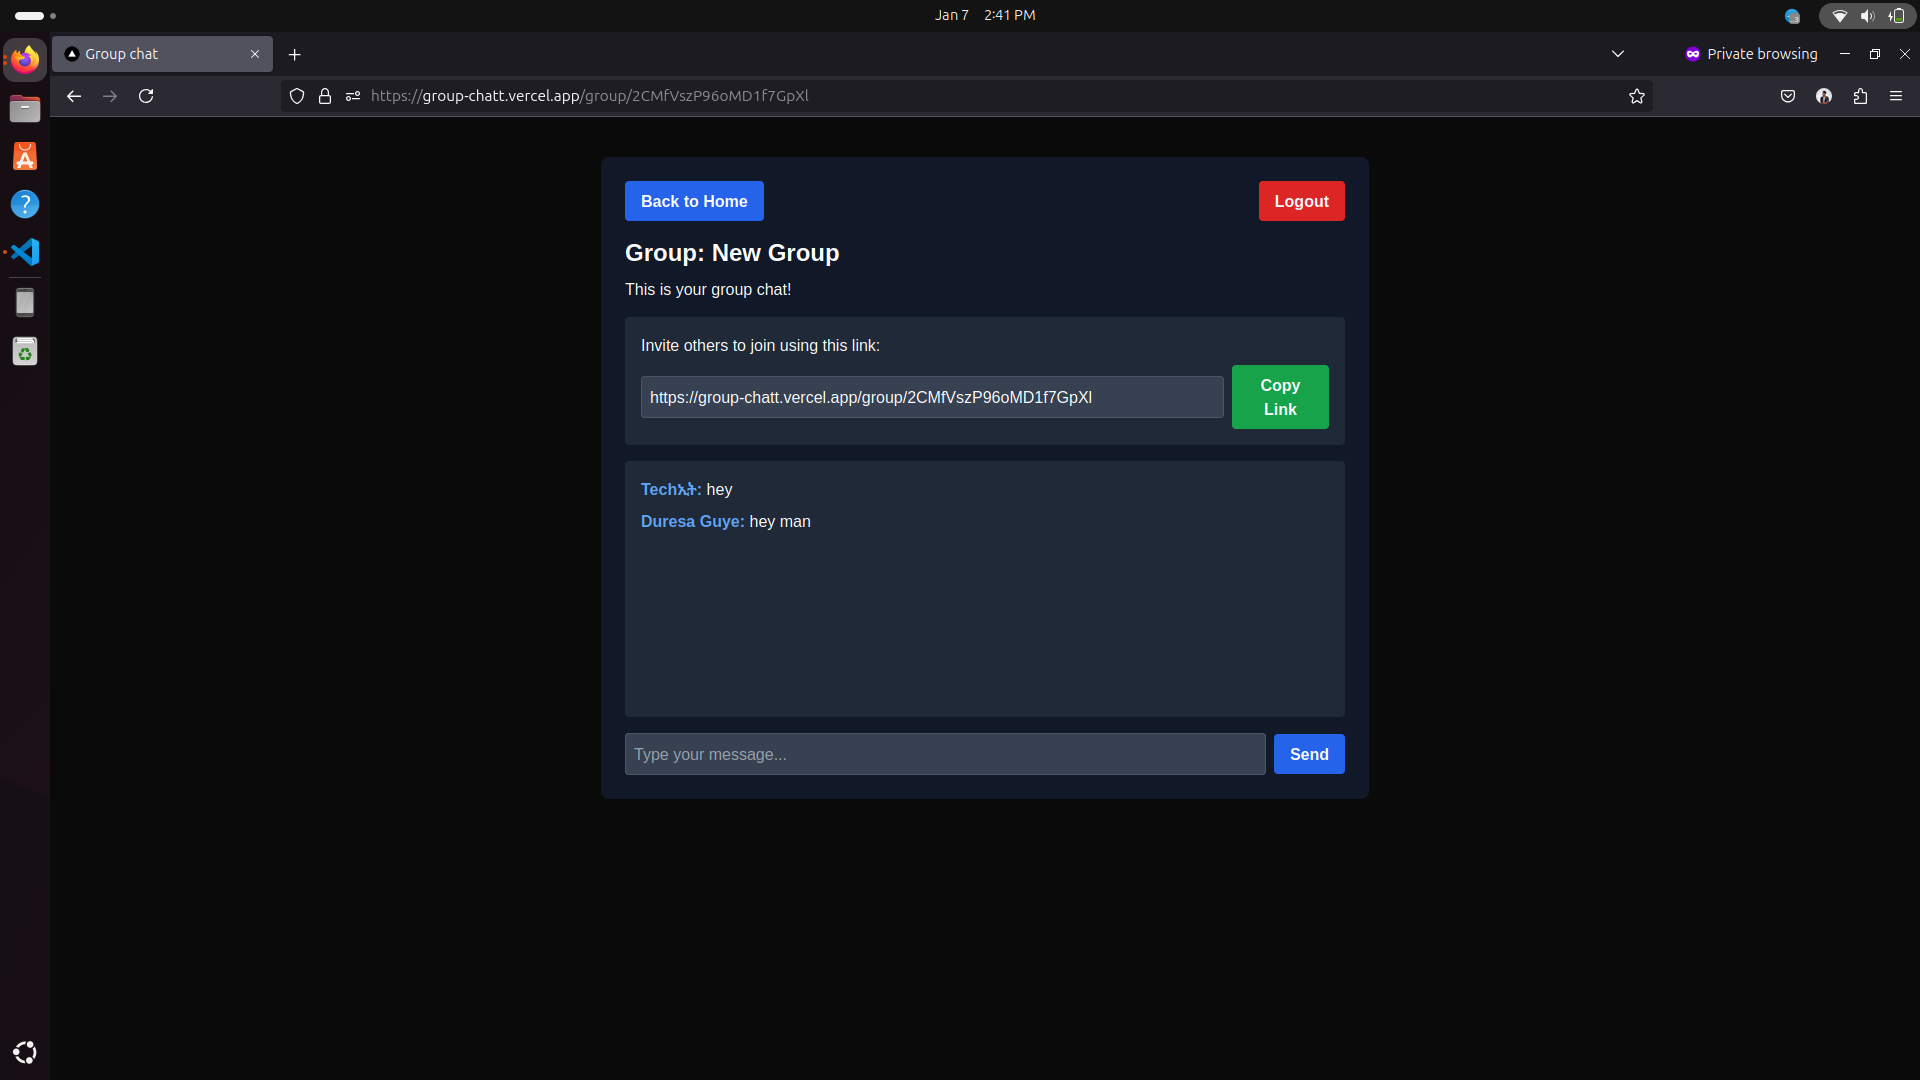 Jan 7 2:41 PM
Group chat
Private browsing
https://group-chatt.vercel.app/group/2CMfVszP96oMD1f7GpXl
Back to Home
Logout
Group: New Group
This is your group chat!
Invite others to join using this link:
https://group-chatt.vercel.app/group/2CMfVszP96oMD1f7GpXl
Copy
Link
Techኢት: hey
Duresa Guye: hey man
Type your message...
Send